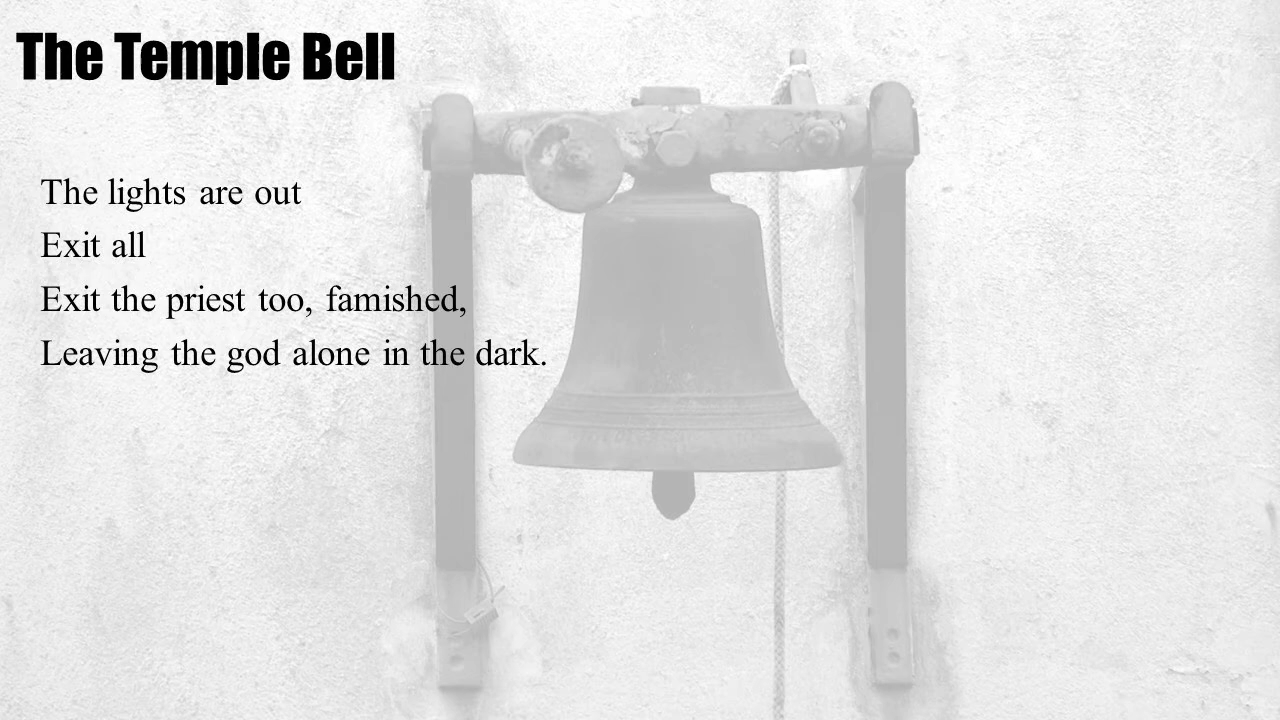 The Temple Bell
The lights are out
Exit all
Exit the priest too, famished,
Leaving the god alone in the dark.